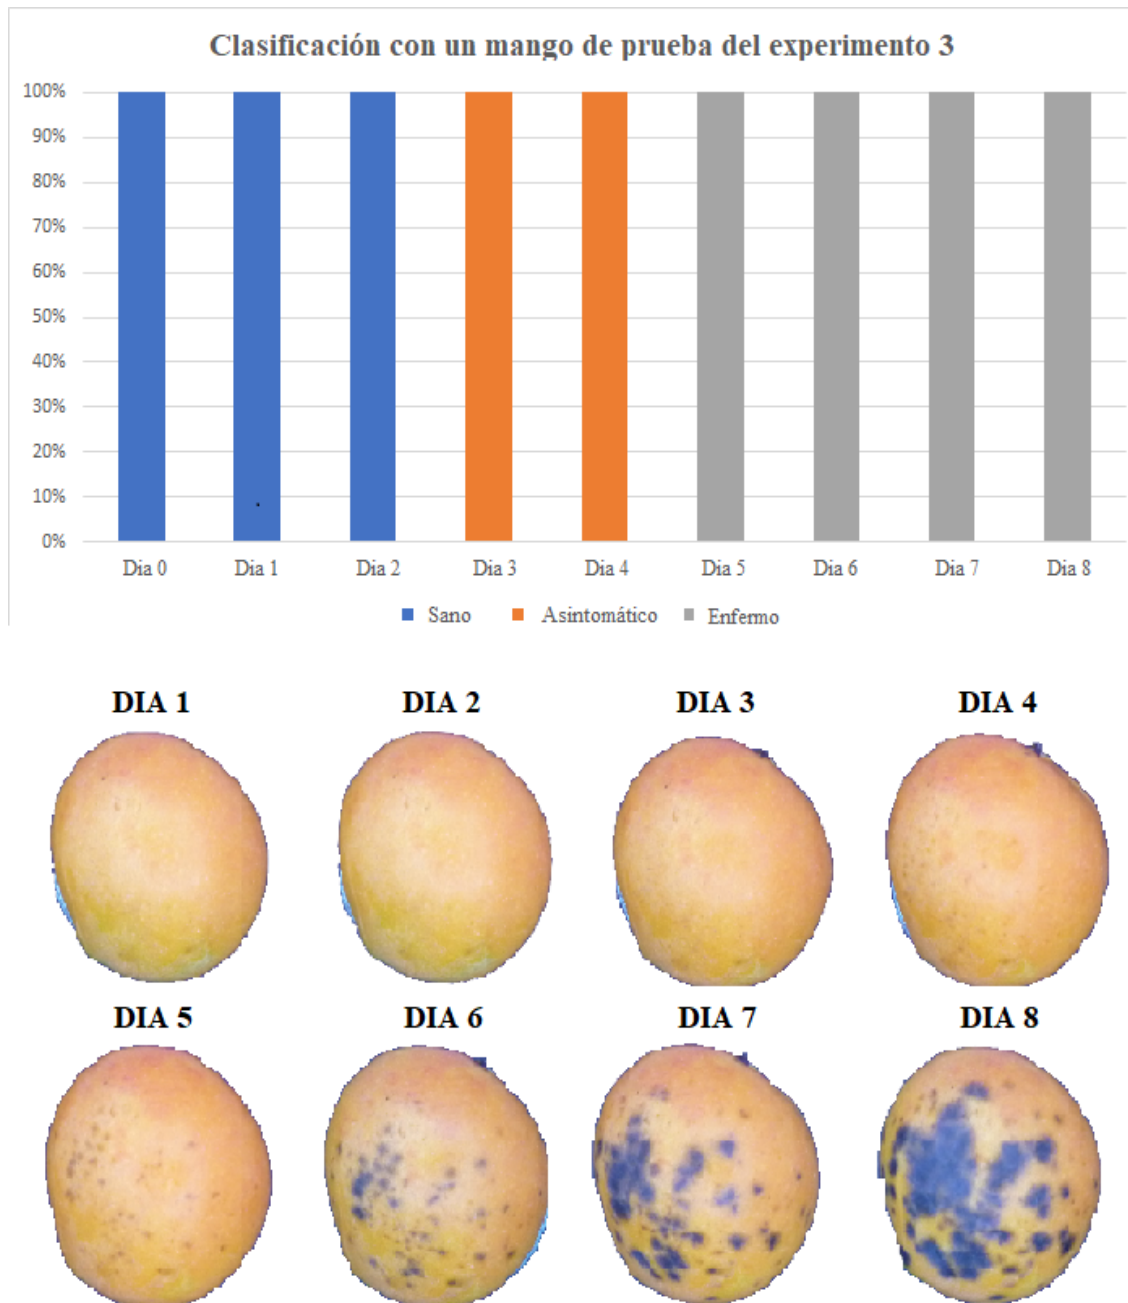 Clasificación con un mango de prueba del experimento 3
100%
90%
80%
70%
60%
50%
40%
30%
20%
10%
0%
Dia 0 Dia 1 Dia 2 Dia 3 Dia 4 Dia 5 Dia 6 Dia 7 Dia 8
Sano Asintomático Enfermo
DIA 1 DIA 2 DIA 3 DIA 4
DIA 5 DIA 6 DIA 7 DIA 8